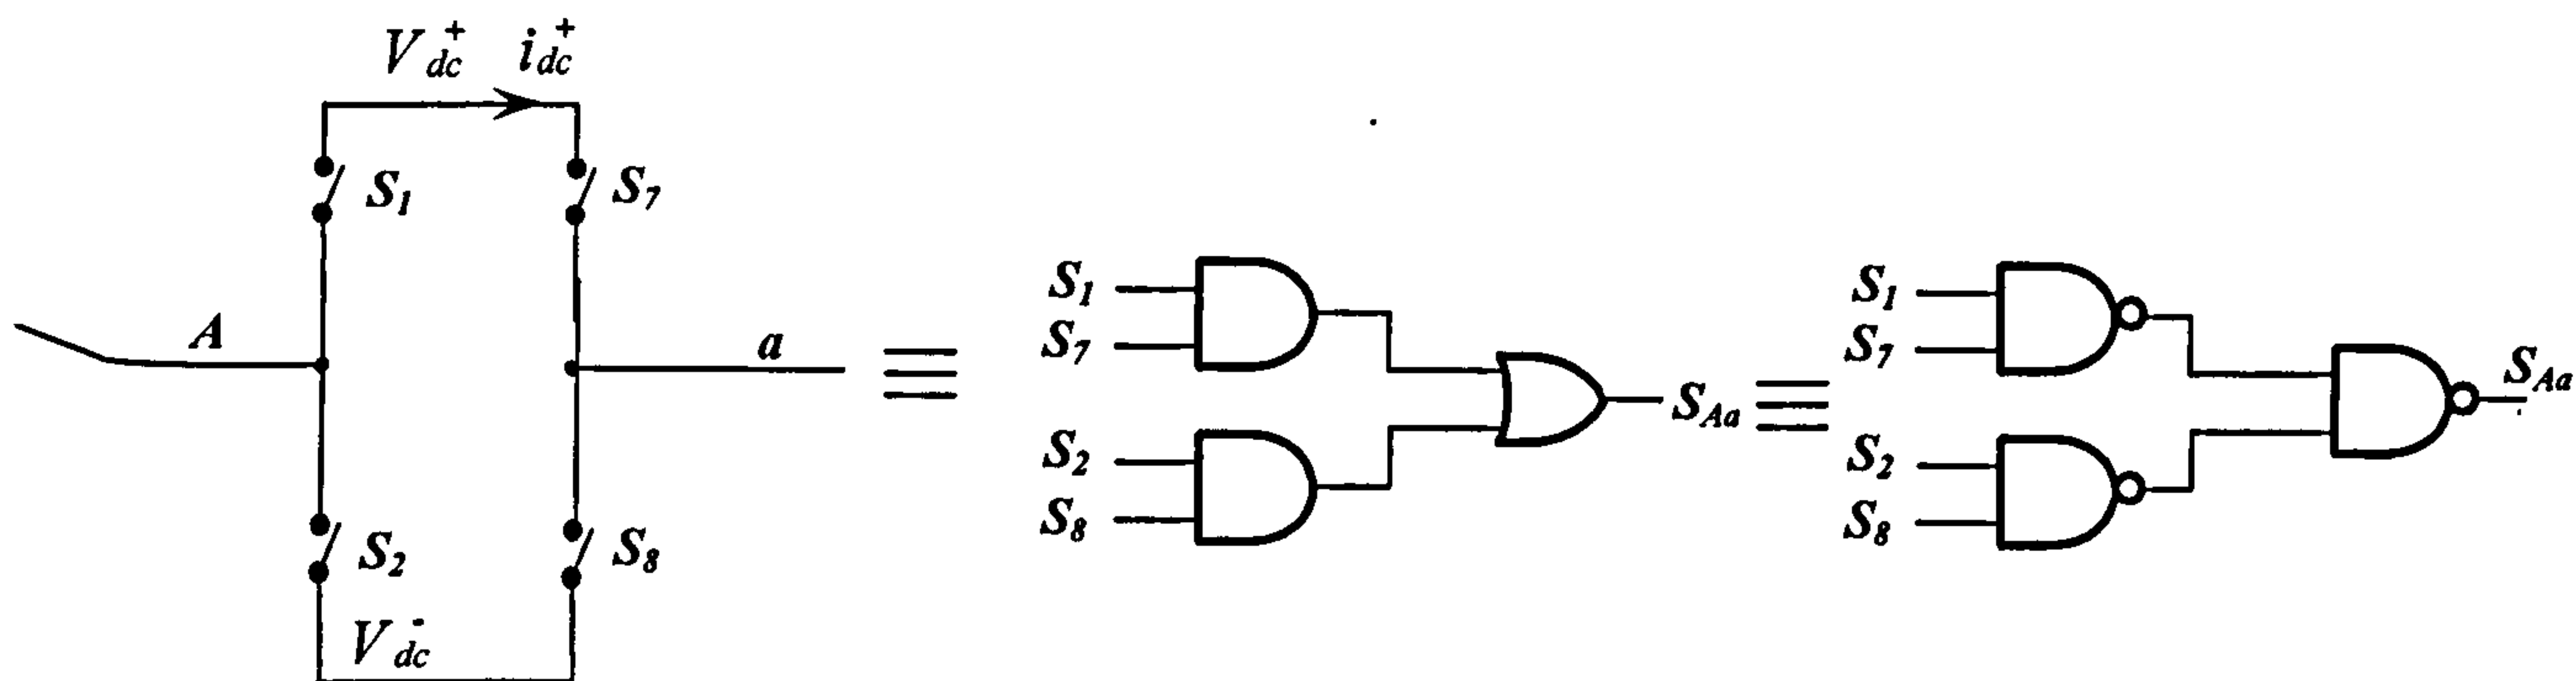 V dc + i dc +
S1 S7
A a
S2 S8
V dc -
S1
S7
S2
S8
SAa
S1
S7
S2
S8
SAa